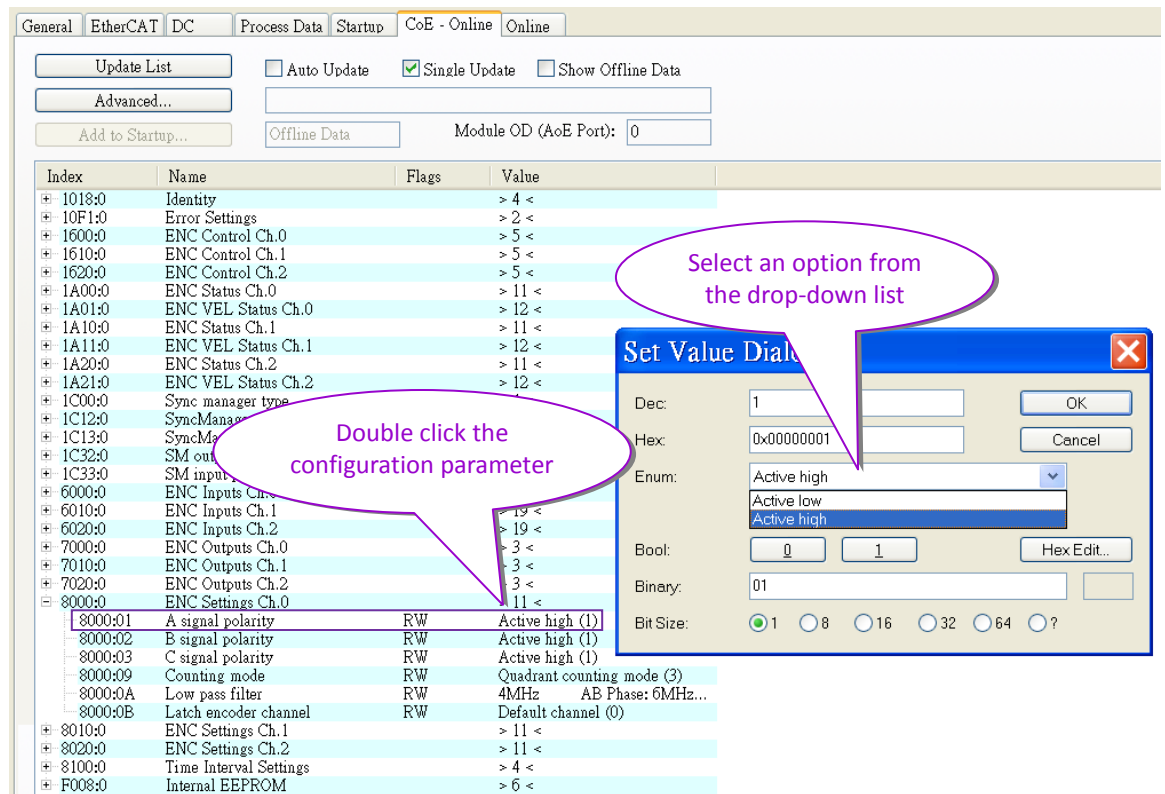 General EtherCAT DC Process Data Startup CoE - Online Online
Update List Auto Update Single Update Show Offline Data
Advanced...
Add to Startup... Offline Data Module OD (AoE Port): 0
Index Name Flags Value
1018:0 Identity > 4 <
10F1:0 Error Settings > 2 <
1600:0 ENC Control Ch.0 > 5 <
1610:0 ENC Control Ch.1 > 5 <
1620:0 ENC Control Ch.2 > 5 <
1A00:0 ENC Status Ch.0 > 11 <
1A01:0 ENC VEL Status Ch.0 > 12 <
1A10:0 ENC Status Ch.1 > 11 <
1A11:0 ENC VEL Status Ch.1 > 12 <
1A20:0 ENC Status Ch.2 > 11 <
1A21:0 ENC VEL Status Ch.2 > 12 <
1C00:0 Sync manager type
1C12:0
1C13:0
1C32:0 SM
1C33:0 SM input
6000:0 ENC Inputs
6010:0 ENC Inputs Ch.1 > 19 <
6020:0 ENC Inputs Ch.2 > 19 <
7000:0 ENC Outputs Ch.0 3 <
7010:0 ENC Outputs Ch.1 3 <
7020:0 ENC Outputs Ch.2 3 <
8000:0 ENC Settings Ch.0 11 <
8000:01 A signal polarity RW Active high (1)
8000:02 B signal polarity RW Active high (1)
8000:03 C signal polarity RW Active high (1)
8000:09 Counting mode RW Quadrant counting mode (3)
8000:0A Low pass filter RW 4MHz AB Phase: 6MHz...
8000:0B Latch encoder channel RW Default channel (0)
8010:0 ENC Settings Ch.1 > 11 <
8020:0 ENC Settings Ch.2 > 11 <
8100:0 Time Interval Settings > 4 <
F008:0 Internal EEPROM > 6 <
Double click the
configuration parameter
Select an option from
the drop-down list
Set Value
Dec: 1 OK
Hex: 0x00000001 Cancel
Enum: Active high
Active low
Active high
Bool: 0 1 Hex Edit...
Binary: 01
Bit Size: 1 8 16 32 64 ?